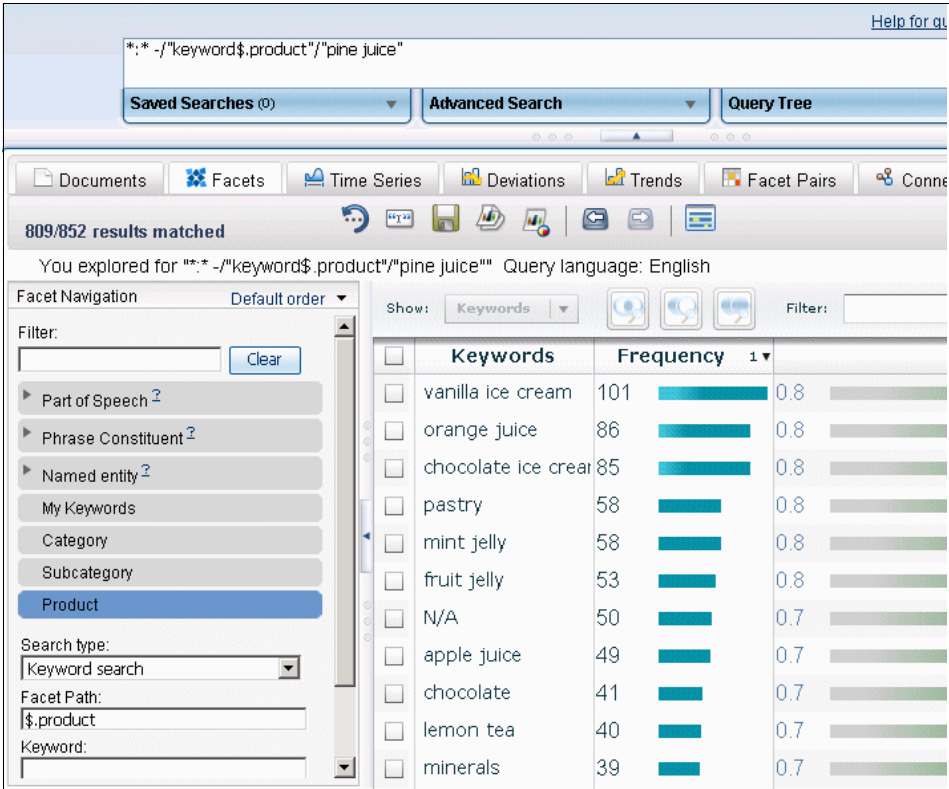 Help for qu
*:* -/"keyword$.product"/"pine juice"
Saved Searches (0)
Advanced Search
Query Tree
Documents
Facets
Time Series
Deviations
Trends
Facet Pairs
Conne
809/852 results matched
You explored for "*:* -/"keyword$.product"/"pine juice"" Query language: English
Facet Navigation
Default order
Filter:
Clear
Part of Speech ?
Phrase Constituent ?
Named entity ?
My Keywords
Category
Subcategory
Product
Search type:
Keyword search
Facet Path:
$.product
Keyword:
Show: Keywords Filter:
Keywords Frequency 1
vanilla ice cream 101 0.8
orange juice 86 0.8
chocolate ice crear 85 0.8
pastry 58 0.8
mint jelly 58 0.8
fruit jelly 53 0.8
N/A 50 0.7
apple juice 49 0.7
chocolate 41 0.7
lemon tea 40 0.7
minerals 39 0.7